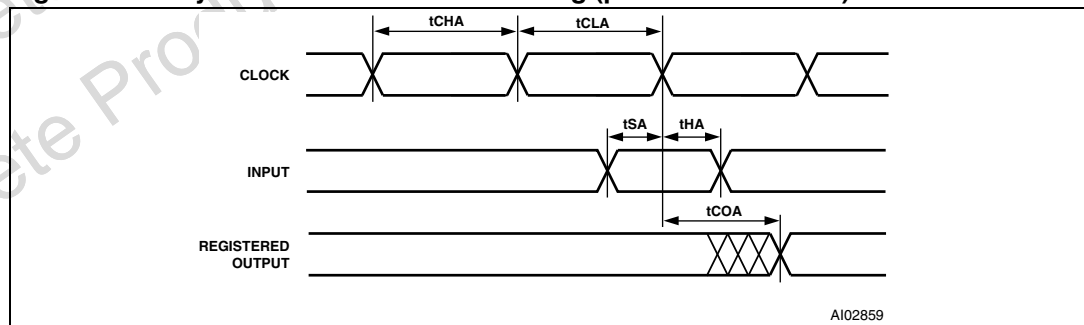 tCHA
tCLA
CLOCK
tSA
tHA
INPUT
tCOA
REGISTERED
OUTPUT
AI02859